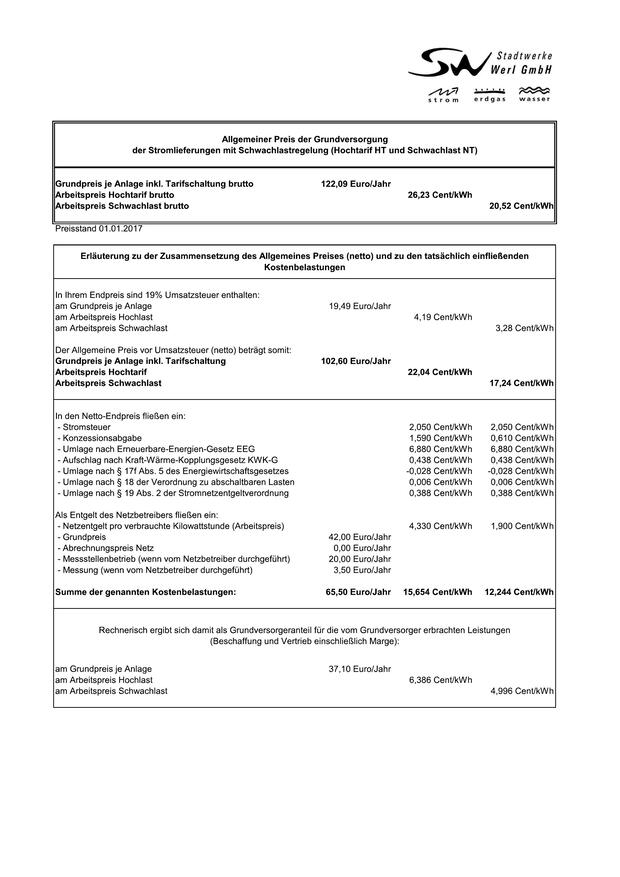 SW Stadtwerke
Werl GmbH
strom erdgas wasser
Allgemeiner Preis der Grundversorgung
der Stromlieferungen mit Schwachlastregelung (Hochtarif HT und Schwachlast NT)
Grundpreis je Anlage inkl. Tarifschaltung brutto 122,09 Euro/Jahr
Arbeitspreis Hochtarif brutto 26,23 Cent/kWh
Arbeitspreis Schwachlast brutto 20,52 Cent/kWh
Preisstand 01.01.2017
Erläuterung zu der Zusammensetzung des Allgemeines Preises (netto) und zu den tatsächlich einfließenden
Kostenbelastungen
In Ihrem Endpreis sind 19% Umsatzsteuer enthalten:
am Grundpreis je Anlage 19,49 Euro/Jahr
am Arbeitspreis Hochlast 4,19 Cent/kWh
am Arbeitspreis Schwachlast 3,28 Cent/kWh
Der Allgemeine Preis vor Umsatzsteuer (netto) beträgt somit:
Grundpreis je Anlage inkl. Tarifschaltung 102,60 Euro/Jahr
Arbeitspreis Hochtarif 22,04 Cent/kWh
Arbeitspreis Schwachlast 17,24 Cent/kWh
In den Netto-Endpreis fließen ein:
- Stromsteuer 2,050 Cent/kWh 2,050 Cent/kWh
- Konzessionsabgabe 1,590 Cent/kWh 0,610 Cent/kWh
- Umlage nach Erneuerbare-Energien-Gesetz EEG 6,880 Cent/kWh 6,880 Cent/kWh
- Aufschlag nach Kraft-Wärme-Kopplungsgesetz KWK-G 0,438 Cent/kWh 0,438 Cent/kWh
- Umlage nach § 17f Abs. 5 des Energiewirtschaftsgesetzes -0,028 Cent/kWh -0,028 Cent/kWh
- Umlage nach § 18 der Verordnung zu abschaltbaren Lasten 0,006 Cent/kWh 0,006 Cent/kWh
- Umlage nach § 19 Abs. 2 der Stromnetzentgeltverordnung 0,388 Cent/kWh 0,388 Cent/kWh
Als Entgelt des Netzbetreibers fließen ein:
- Netzentgelt pro verbrauchte Kilowattstunde (Arbeitspreis) 4,330 Cent/kWh 1,900 Cent/kWh
- Grundpreis 42,00 Euro/Jahr
- Abrechnungspreis Netz 0,00 Euro/Jahr
- Messstellenbetrieb (wenn vom Netzbetreiber durchgeführt) 20,00 Euro/Jahr
- Messung (wenn vom Netzbetreiber durchgeführt) 3,50 Euro/Jahr
Summe der genannten Kostenbelastungen: 65,50 Euro/Jahr 15,654 Cent/kWh 12,244 Cent/kWh
Rechnerisch ergibt sich damit als Grundversorgeranteil für die vom Grundversorger erbrachten Leistungen
(Beschaffung und Vertrieb einschließlich Marge):
am Grundpreis je Anlage 37,10 Euro/Jahr
am Arbeitspreis Hochlast 6,386 Cent/kWh
am Arbeitspreis Schwachlast 4,996 Cent/kWh